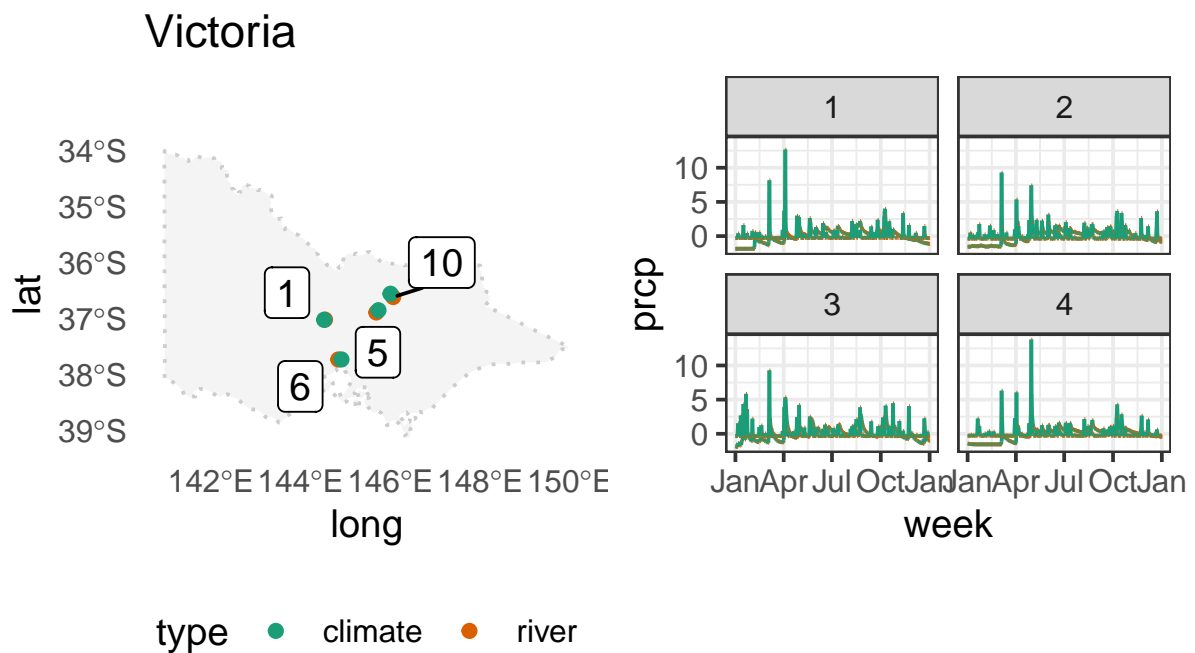 Victoria
lat
34°S
35°S
36°S
37°S
38°S
39°S
1
10
5
6
142°E 144°E 146°E 148°E 150°E
long
type climate river
prcp
1 2
10
5
0
3 4
10
5
0
Jan Apr Jul Oct Jan Jan Apr Jul Oct Jan
week